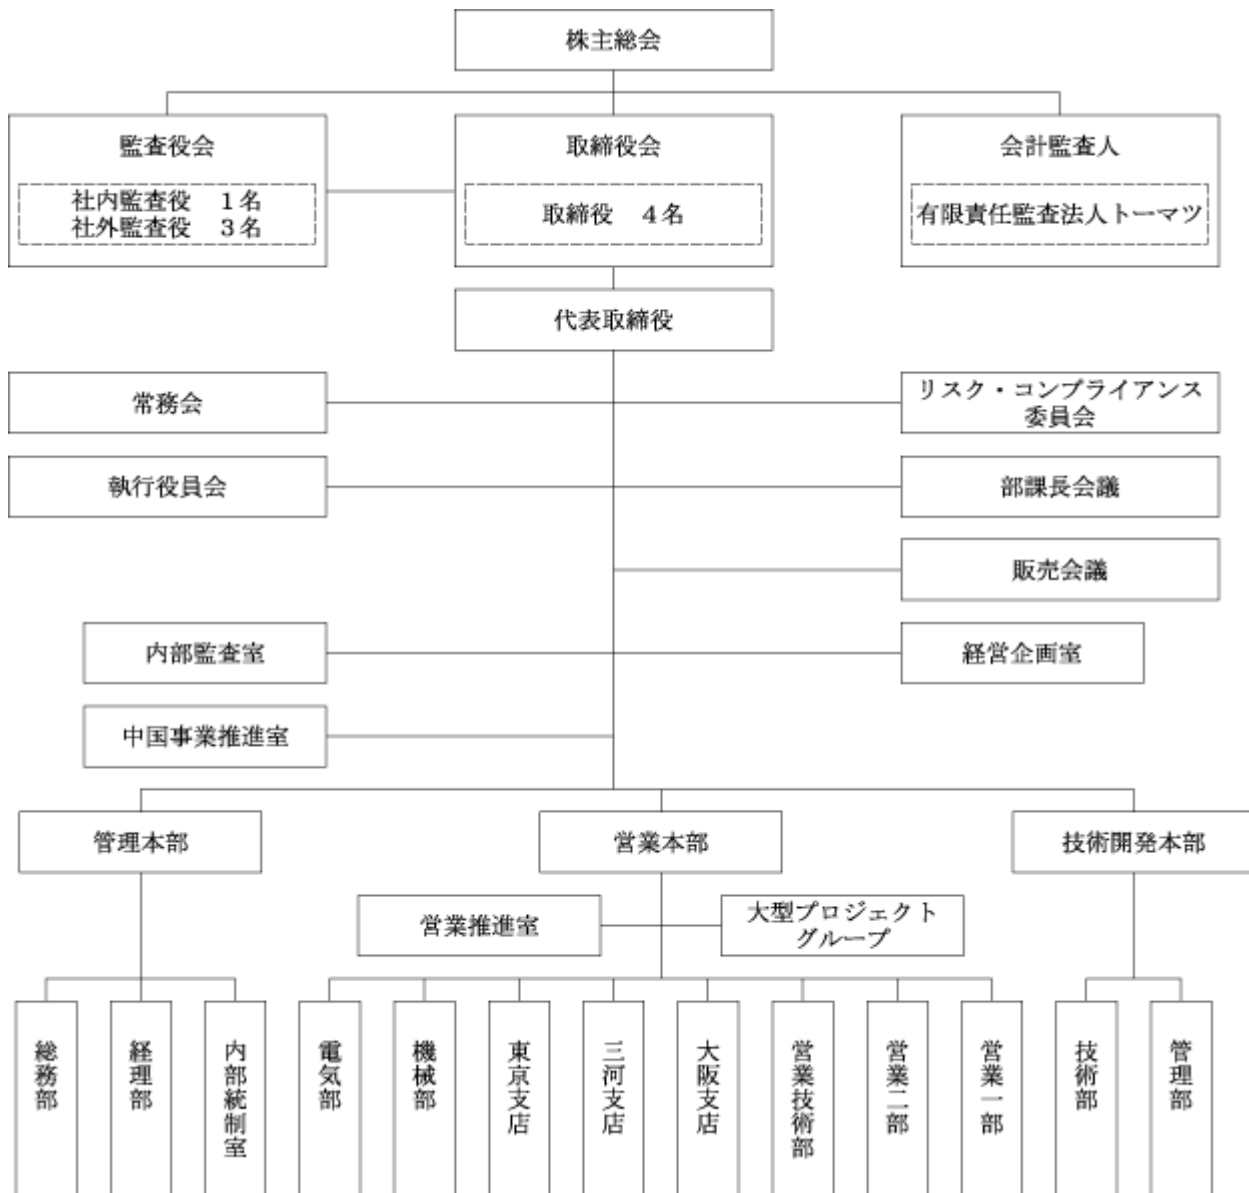 株主総会
監査役会
取締役会
会計監査人
社内監査役　1名
社外監査役　3名
取締役　4名
有限責任監査法人トーマツ
代表取締役
常務会
リスク・コンプライアンス
委員会
執行役員会
部課長会議
販売会議
内部監査室
経営企画室
中国事業推進室
管理本部
営業本部
技術開発本部
営業推進室
大型プロジェクト
グループ
総務部
経理部
内部統制室
電気部
機械部
東京支店
三河支店
大阪支店
営業技術部
営業二部
営業一部
技術部
管理部